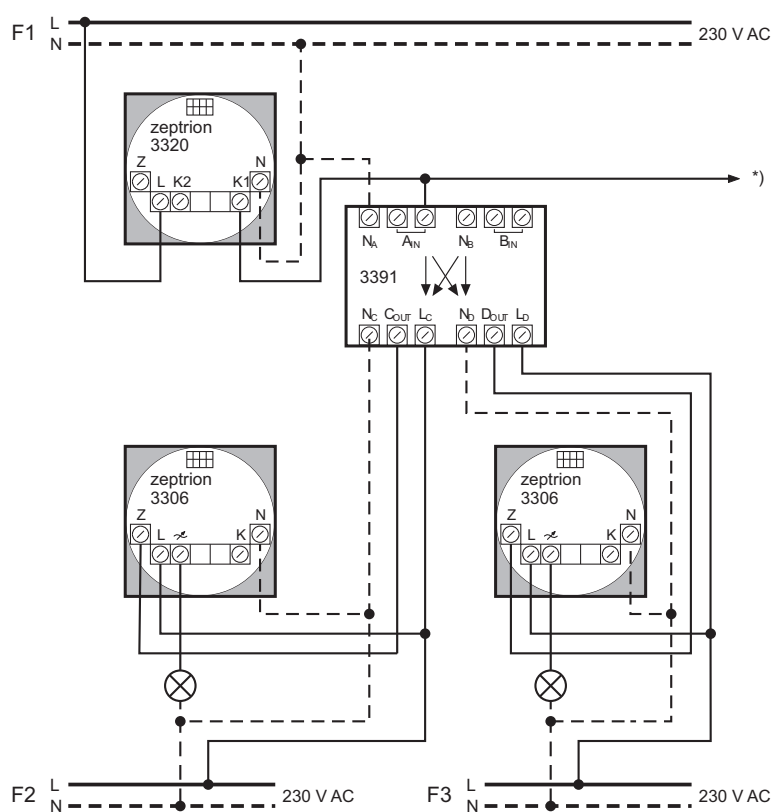 F1
L
N
230 V AC
zeptrion
3320
Z
N
L K2 K1
*)
NA AIN NB BIN
3391
NC COUT LC ND DOUT LD
zeptrion
3306
Z
N
L K
zeptrion
3306
Z
N
L K
F2
L
N
230 V AC
F3
L
N
230 V AC